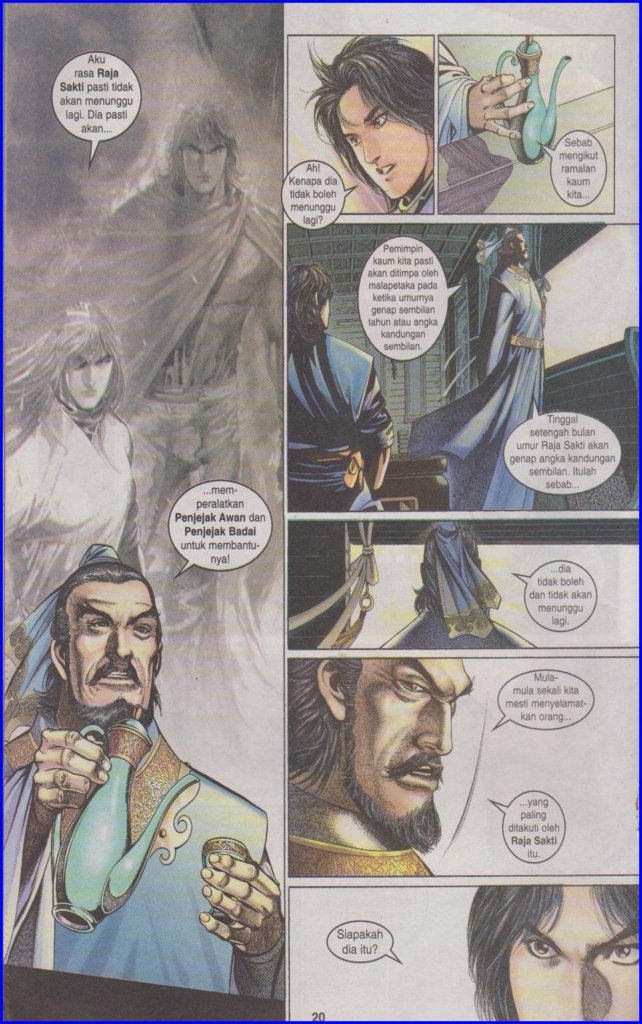 Aku
rasa Raja
Sakti pasti tidak
akan menunggu
lagi. Dia pasti
akan...
...mem-
peralatkan
Penjejak Awan dan
Penjejak Badai
untuk membantu-
nya!
Ah!
Kenapa dia
tidak boleh
menunggu
lagi?
Sebab
mengikut
ramalan
kaum
kita...
Pemimpin
kaum kita pasti
akan ditimpa oleh
malapetaka pada
ketika umurnya
genap sembilan
tahun atau angka
kandungan
sembilan.
Tinggal
setengah bulan
umur Raja Sakti akan
genap angka kandungan
sembilan. Itulah
sebab...
...dia
tidak boleh
dan tidak akan
menunggu
lagi.
Mula-
mula sekali kita
mesti menyelamat-
kan orang...
...yang
paling
ditakuti oleh
Raja Sakti
itu.
Siapakah
dia itu?
20